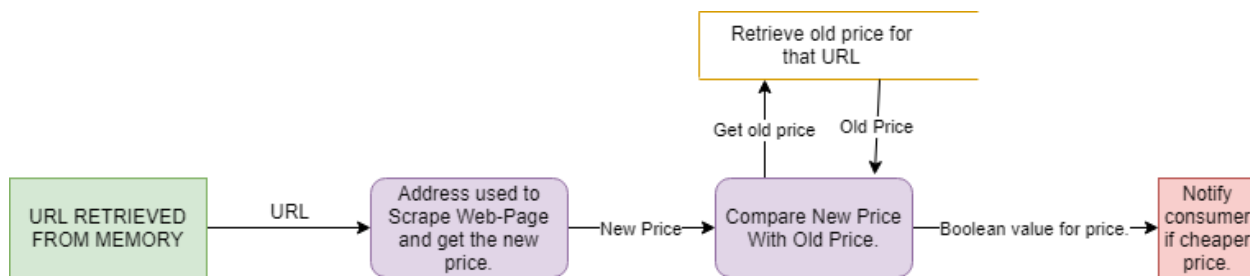 Retrieve old price for
that URL
Get old price
Old Price
URL RETRIEVED
FROM MEMORY
URL
Address used to
Scrape Web-Page
and get the new
price.
New Price
Compare New Price
With Old Price.
Boolean value for price.
Notify
consumer
if cheaper
price.